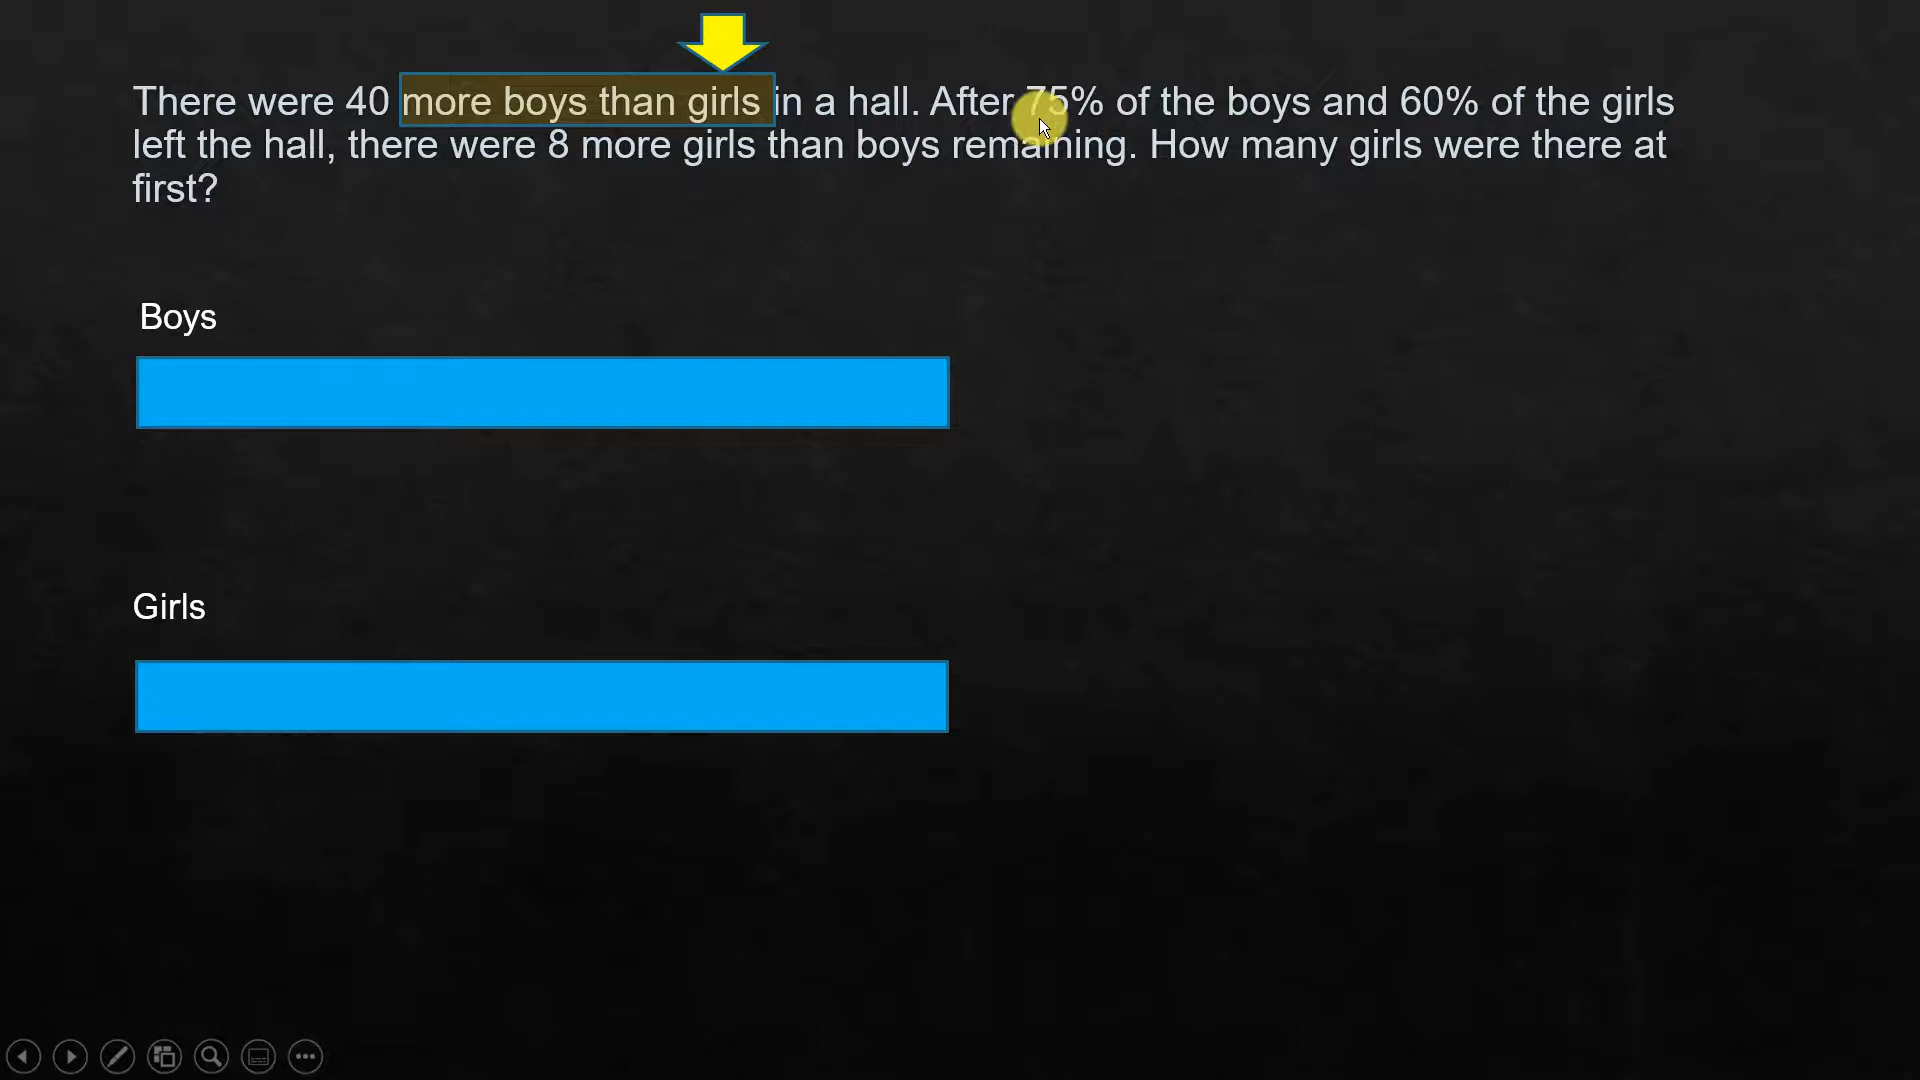 There were 40 more boys than girls in a hall. After 75% of the boys and 60% of the girls
left the hall, there were 8 more girls than boys remaining. How many girls were there at
first?
Boys
Girls